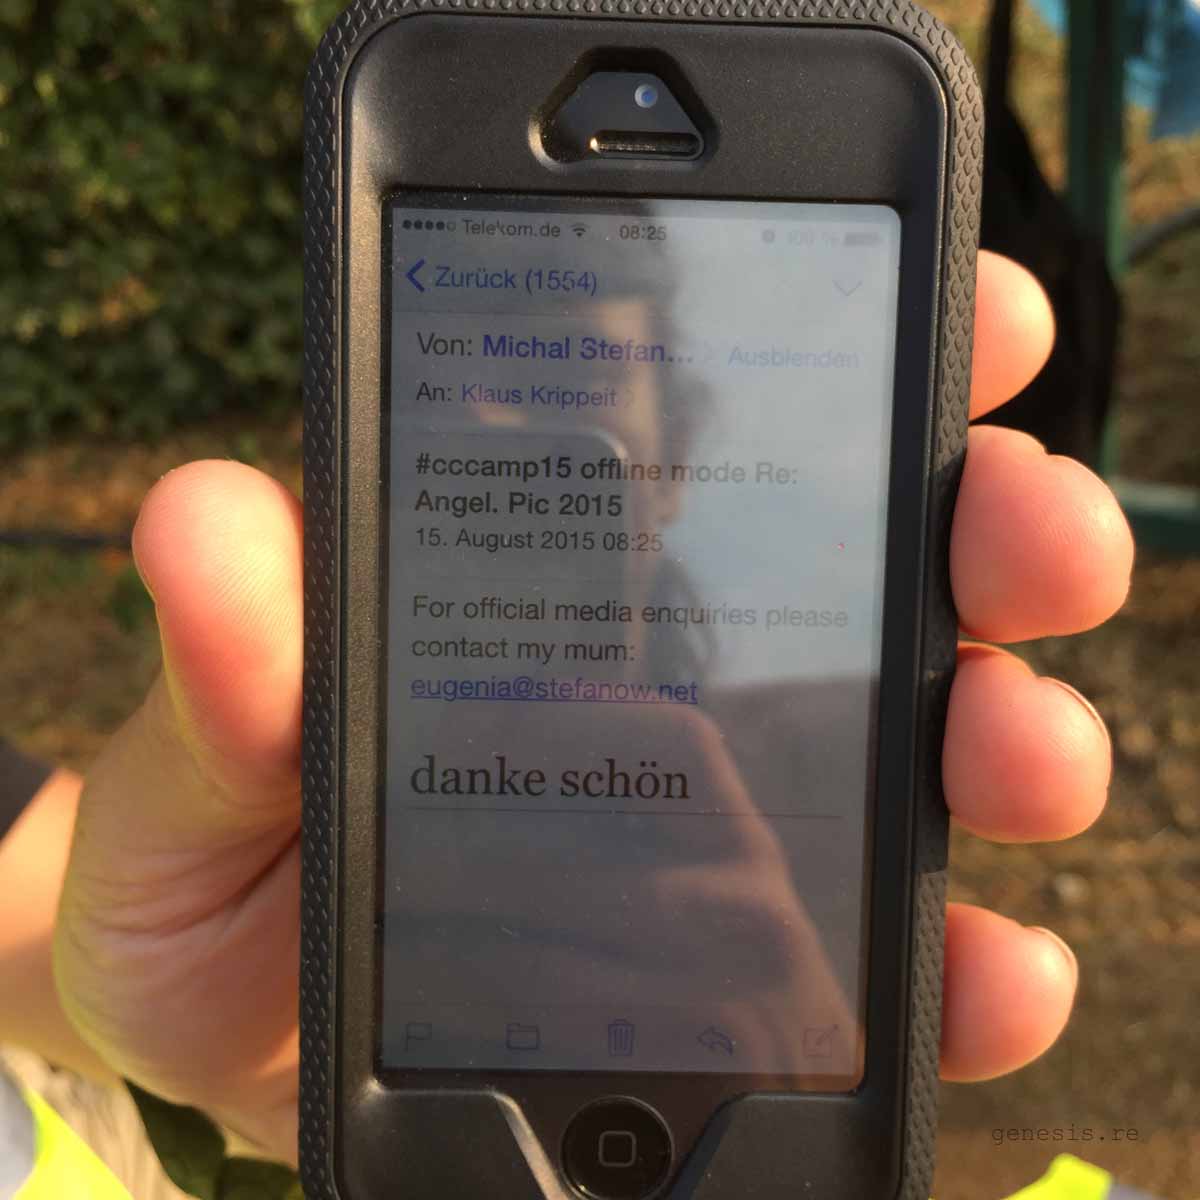 Telekom.de 08:25 100 %
Zurück (1554)
Von: Michal Stefan... Ausblenden
An: Klaus Krippeit
#cccamp15 offline mode Re:
Angel. Pic 2015
15. August 2015 08:25
For official media enquiries please
contact my mum:
eugenia@stefanow.net
danke schön
genesis.re